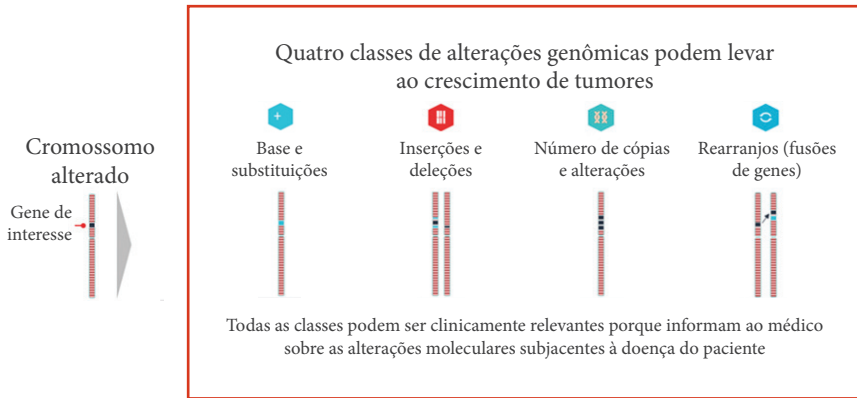 Quatro classes de alterações genômicas podem levar
ao crescimento de tumores
Cromossomo
alterado
Gene de
interesse
Base e
substituições
Inserções e
deleções
Número de cópias
e alterações
Rearranjos (fusões
de genes)
Todas as classes podem ser clinicamente relevantes porque informam ao médico
sobre as alterações moleculares subjacentes à doença do paciente